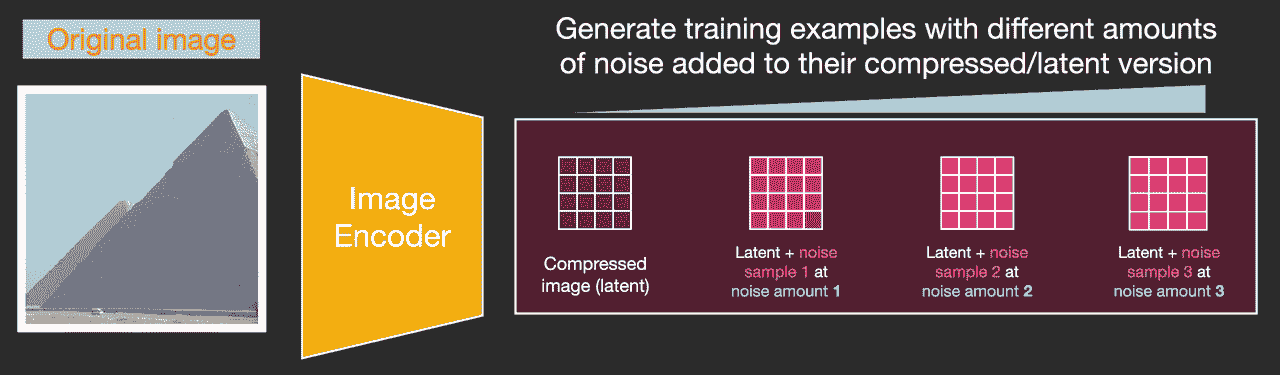 Original image
Generate training examples with different amounts
of noise added to their compressed/latent version
Image
Encoder
Compressed
image (latent)
Latent + noise
sample 1 at
noise amount 1
Latent + noise
sample 2 at
noise amount 2
Latent + noise
sample 3 at
noise amount 3